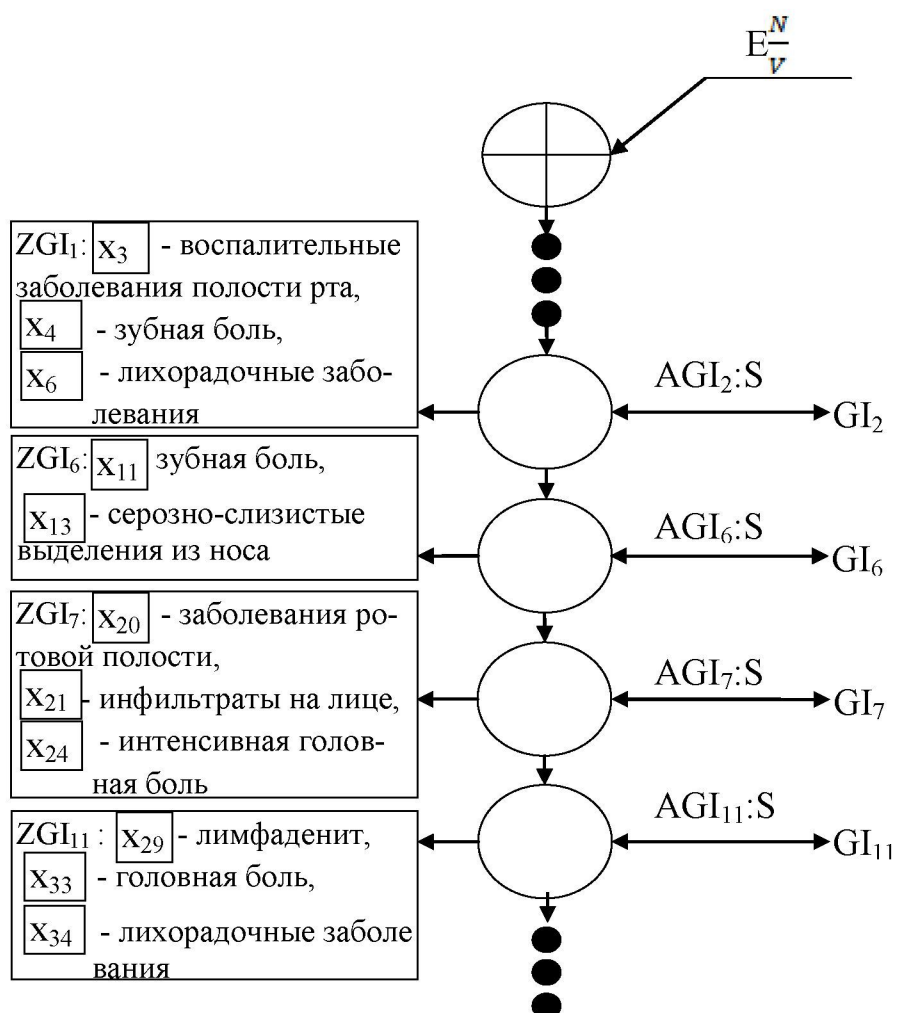 E N/V
ZGI₁: x₃ - воспалительные
заболевания полости рта,
x₄ - зубная боль,
x₆ - лихорадочные забо-
левания
AGI₂:S
GI₂
ZGI₆: x₁₁ зубная боль,
x₁₃ - серозно-слизистые
выделения из носа
AGI₆:S
GI₆
ZGI₇: x₂₀ - заболевания ро-
товой полости,
x₂₁ - инфильтраты на лице,
x₂₄ - интенсивная голов-
ная боль
AGI₇:S
GI₇
ZGI₁₁: x₂₉ - лимфаденит,
x₃₃ - головная боль,
x₃₄ - лихорадочные заболе
вания
AGI₁₁:S
GI₁₁